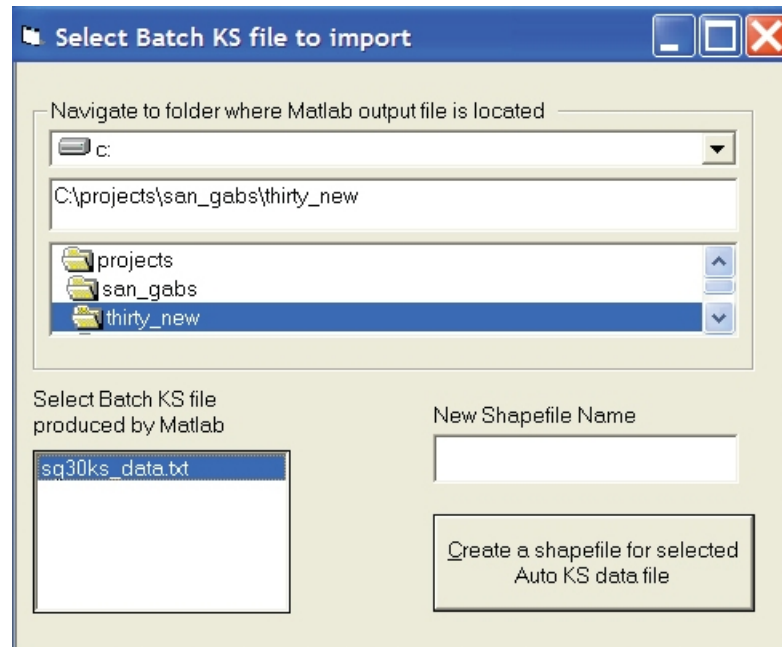 Select Batch KS file to import
Navigate to folder where Matlab output file is located
c:
C:\projects\san_gabs\thirty_new
projects
san_gabs
thirty_new
Select Batch KS file
produced by Matlab
sq30ks_data.txt
New Shapefile Name
Create a shapefile for selected
Auto KS data file